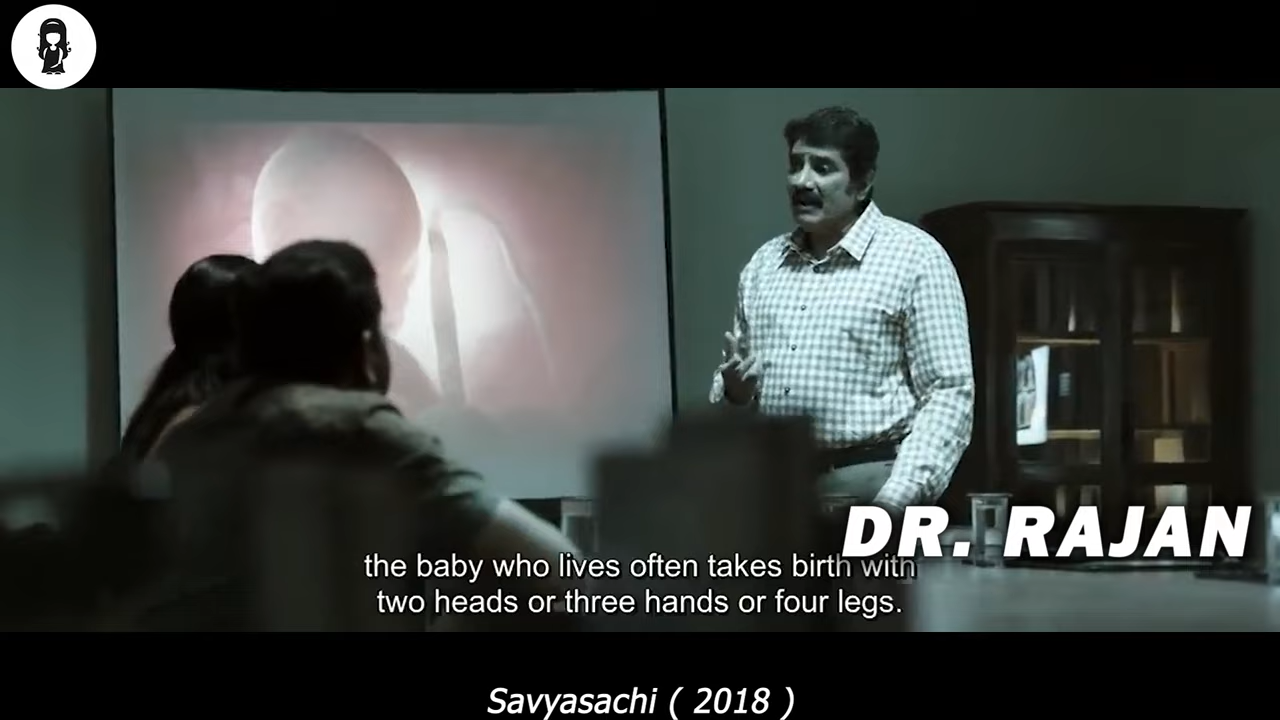 DR. RAJAN
the baby who lives often takes birth with
two heads or three hands or four legs.
Savyasachi ( 2018 )